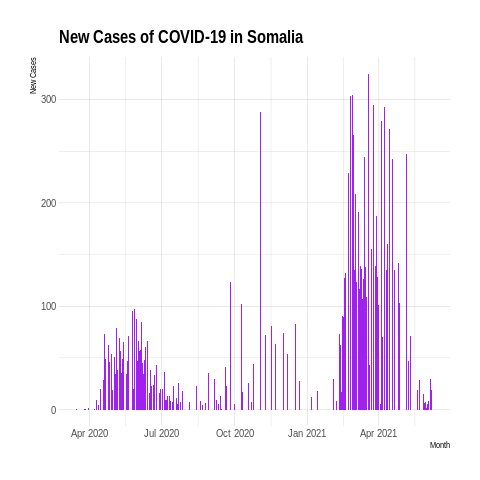 New Cases of COVID-19 in Somalia
New Cases
300
200
100
0
Apr 2020 Jul 2020 Oct 2020 Jan 2021 Apr 2021
Month